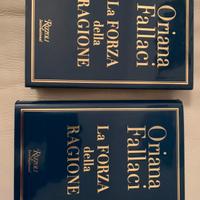 Oriana
Fallaci
La FORZA
della
RAGIONE
Rizzoli
Oriana
Fallaci
La FORZA
della
RAGIONE
Rizzoli